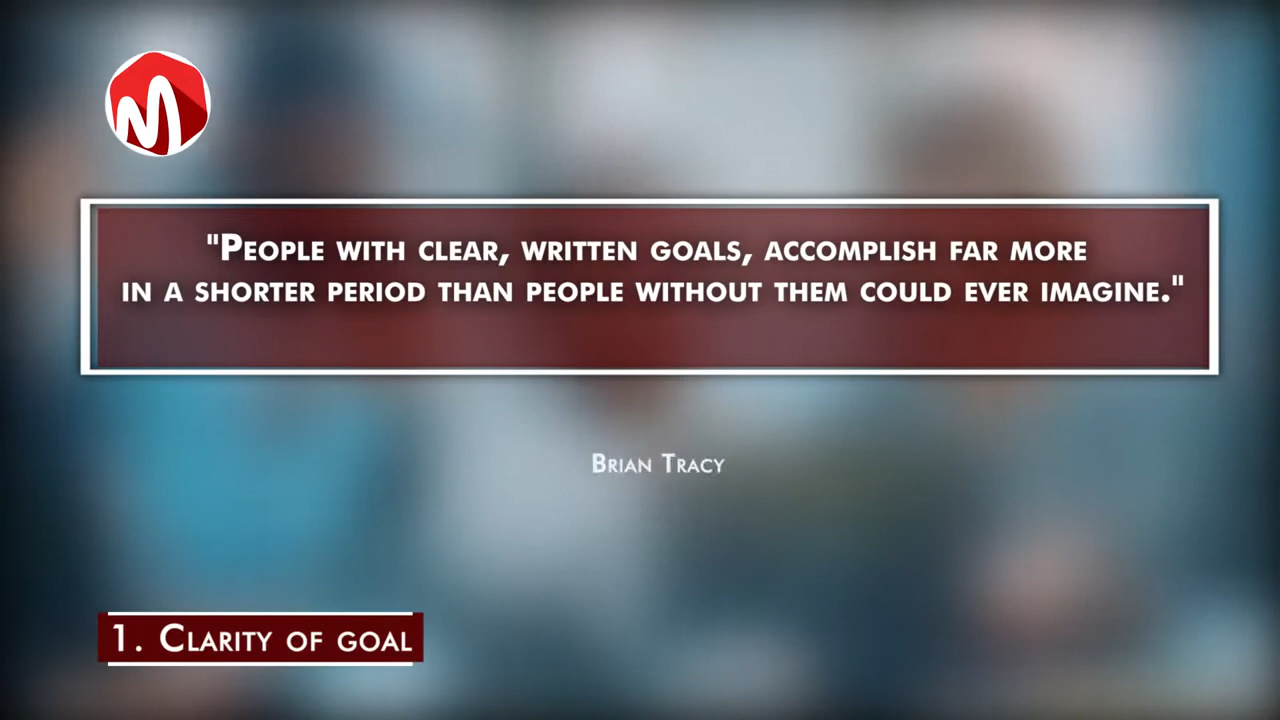 "People with clear, written goals, accomplish far more
in a shorter period than people without them could ever imagine."
Brian Tracy
1. Clarity of goal